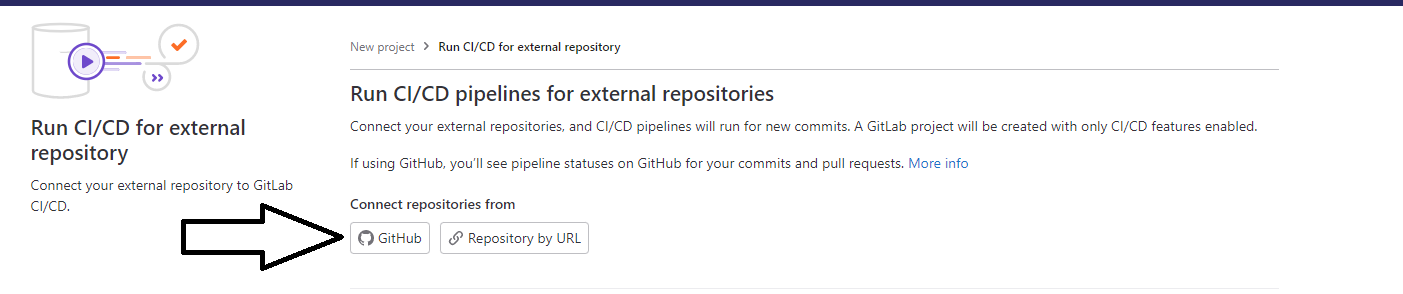 New project > Run CI/CD for external repository
Run CI/CD for external
repository
Connect your external repository to GitLab
CI/CD.
Run CI/CD pipelines for external repositories
Connect your external repositories, and CI/CD pipelines will run for new commits. A GitLab project will be created with only CI/CD features enabled.
If using GitHub, you'll see pipeline statuses on GitHub for your commits and pull requests. More info
Connect repositories from
GitHub Repository by URL